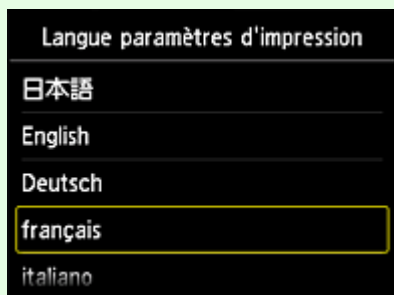 Langue paramètres d'impression
日本語
English
Deutsch
français
italiano